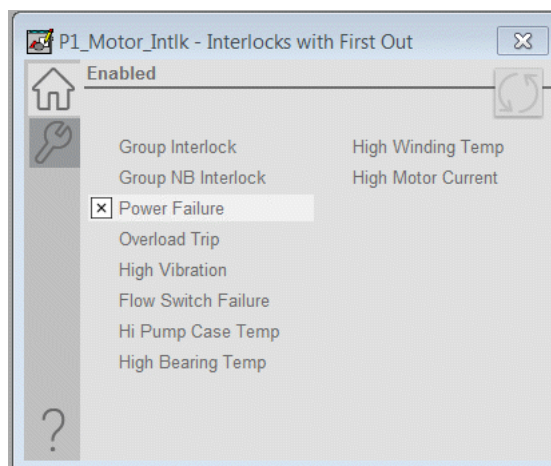 P1_Motor_Intlk - Interlocks with First Out
Enabled
Group Interlock
Group NB Interlock
Power Failure
Overload Trip
High Vibration
Flow Switch Failure
Hi Pump Case Temp
High Bearing Temp
High Winding Temp
High Motor Current
?